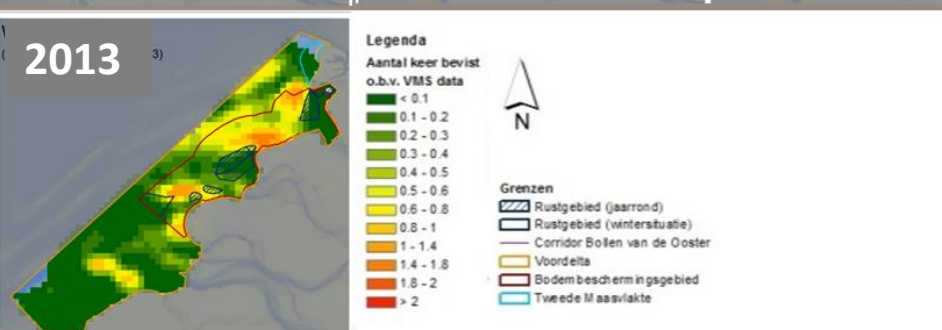 2013
3)
Legenda
Aantal keer bevist
o.b.v. VMS data
< 0.1
0.1 - 0.2
0.2 - 0.3
0.3 - 0.4
0.4 - 0.5
0.5 - 0.6
0.6 - 0.8
0.8 - 1
1 - 1.4
1.4 - 1.8
1.8 - 2
> 2
N
Grenzen
Rustgebied (jaarrond)
Rustgebied (wintersituatie)
Corridor Bollen van de Ooster
Voordelta
Bodembeschermingsgebied
Tweede Maasvlakte